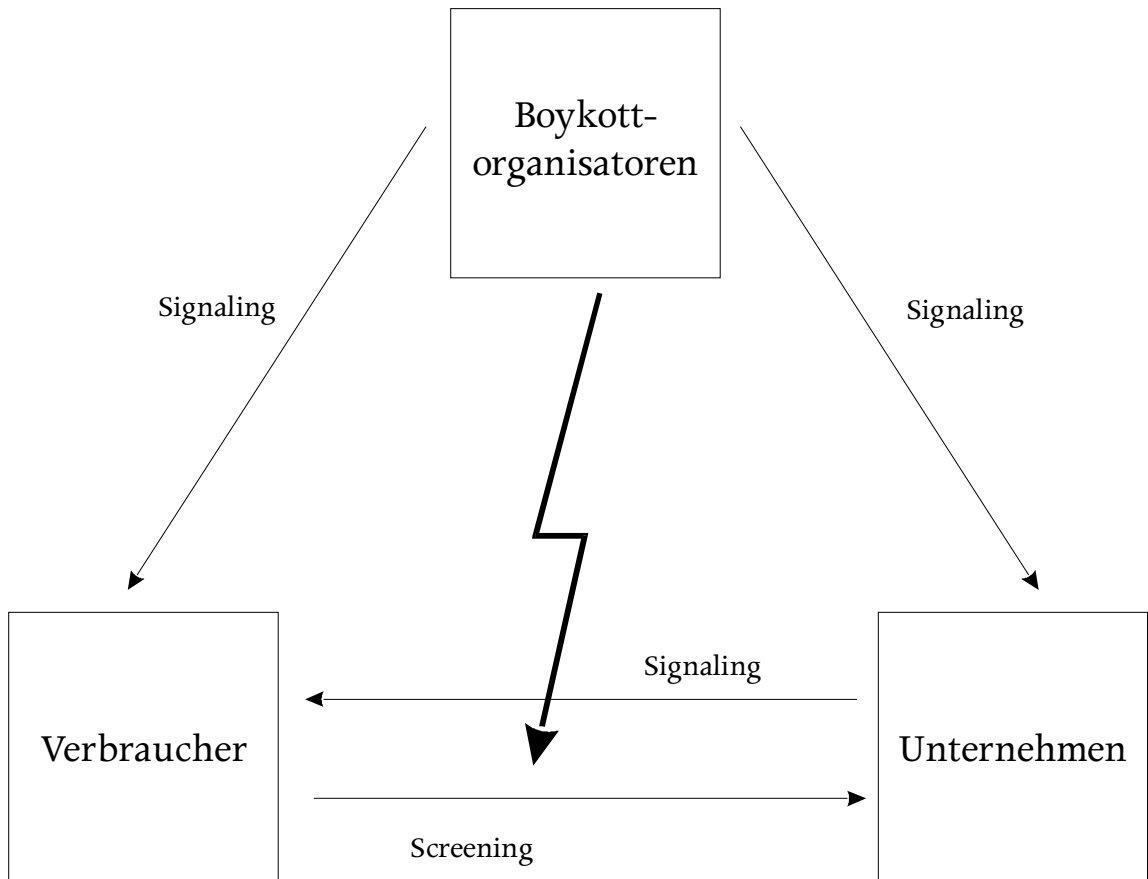 Boykott-
organisatoren
Signaling
Signaling
Signaling
Verbraucher
Unternehmen
Screening